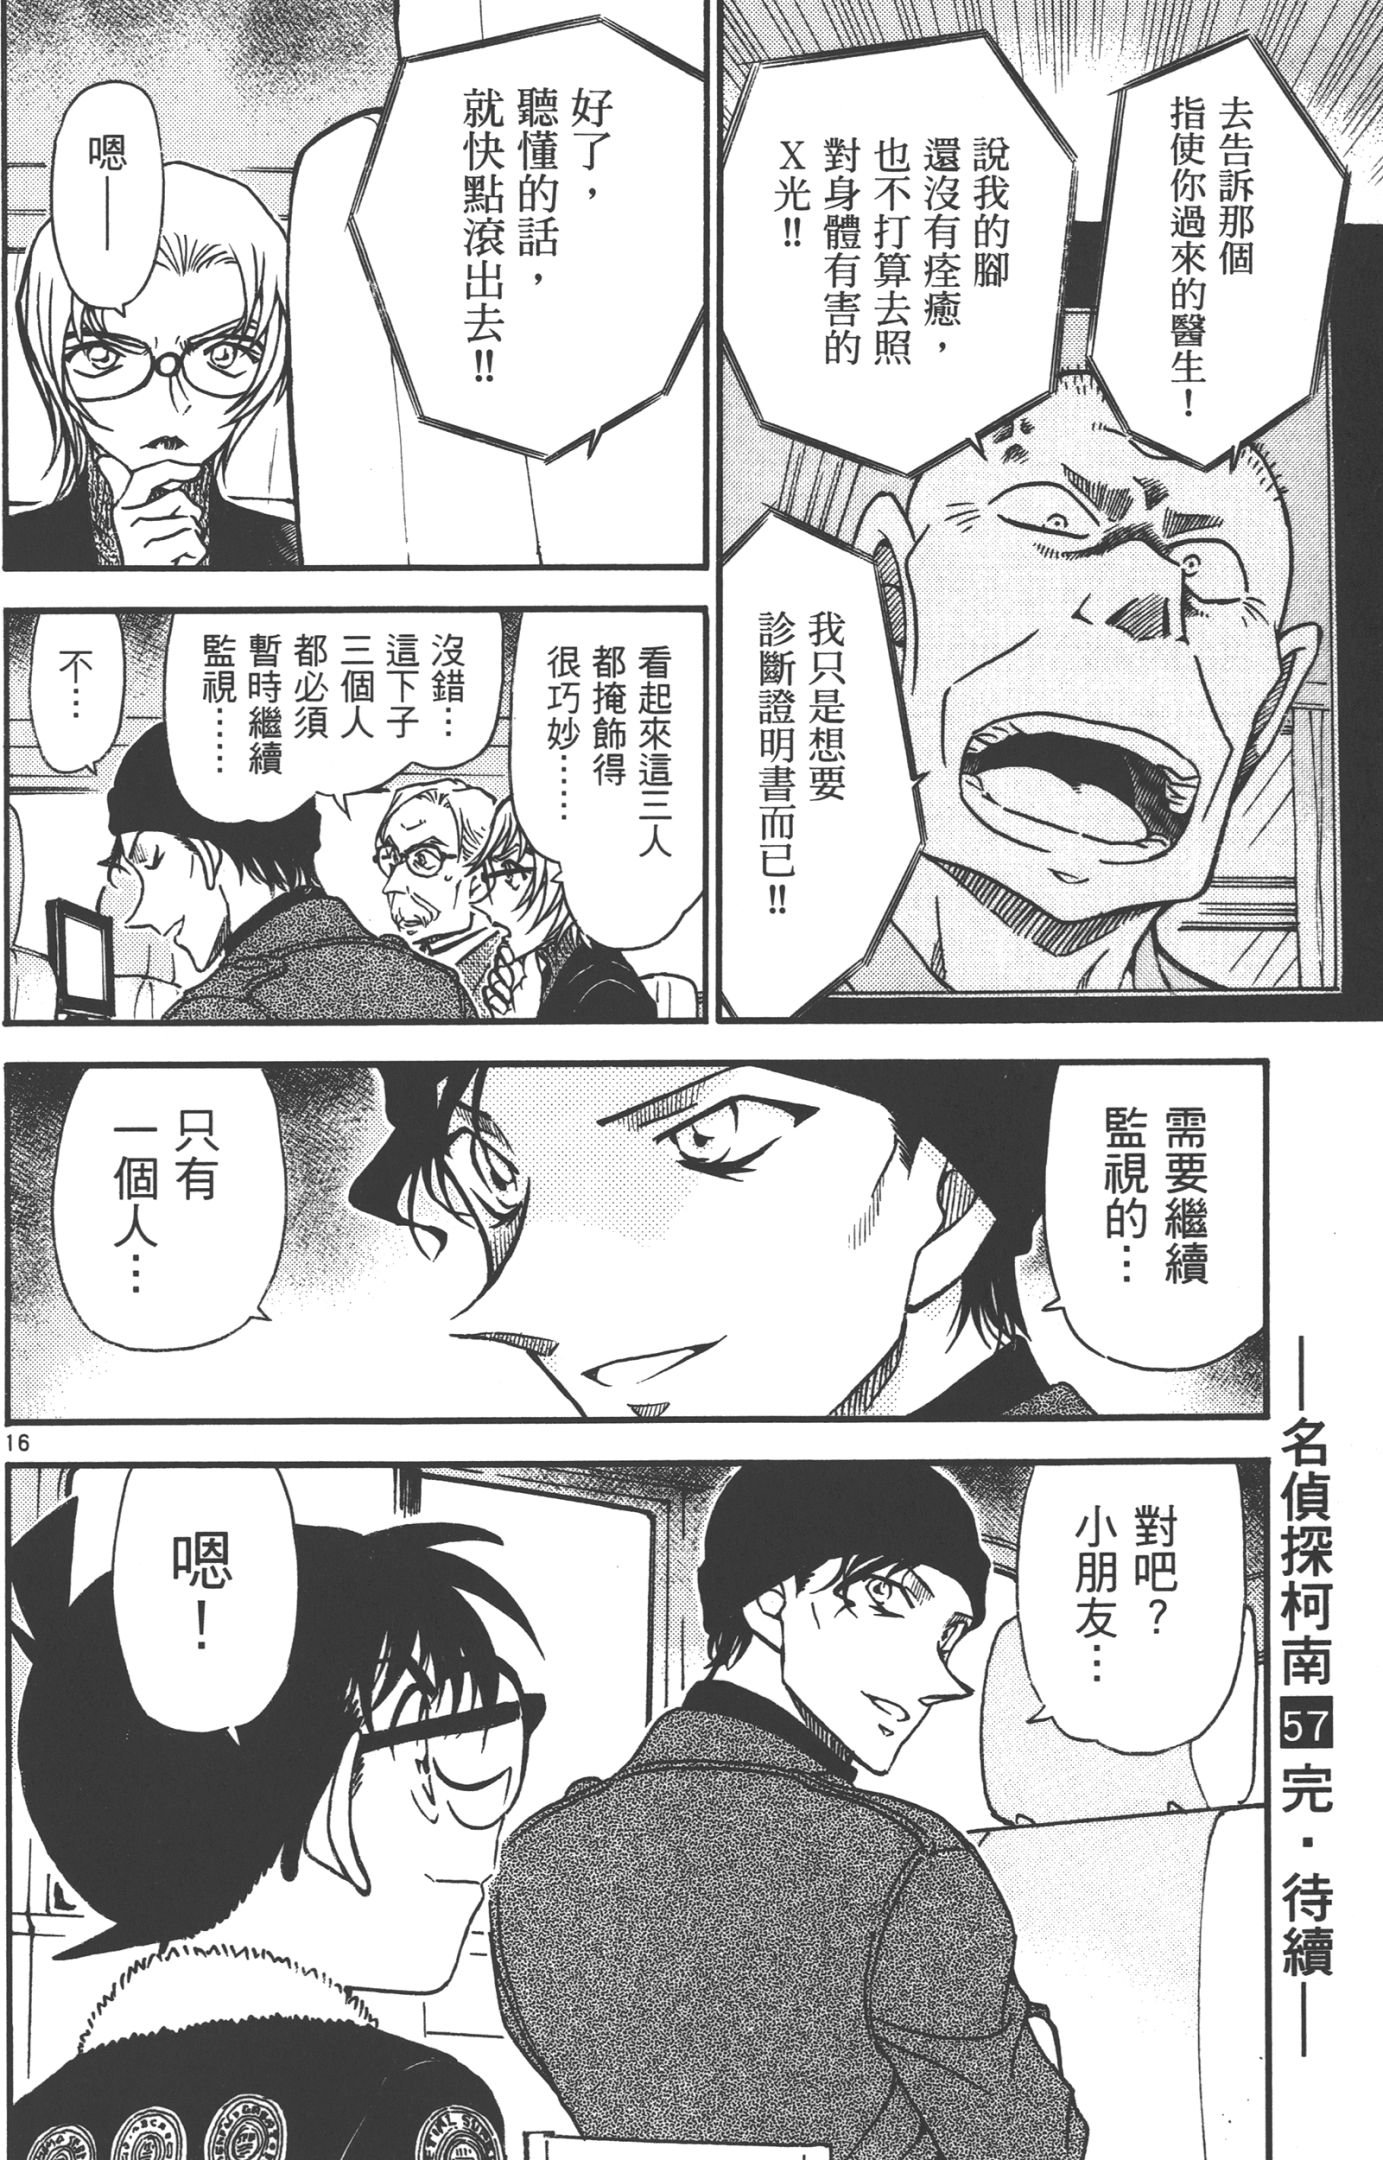 去告訴那個
指使你過來的醫生！
說我的腳
還沒有痊癒，
也不打算去照
對身體有害的
X光!!
我只是想要
診斷證明書而已!!
好了，
聽懂的話，
就快點滾出去!!
嗯——
看起來這三人
都掩飾得
很巧妙……
沒錯…
這下子
三個人
都必須
暫時繼續
監視……
不…
需要繼續
監視的…
只有
一個人…
對吧？
小朋友…
嗯！
16
——名偵探柯南57完．待續——